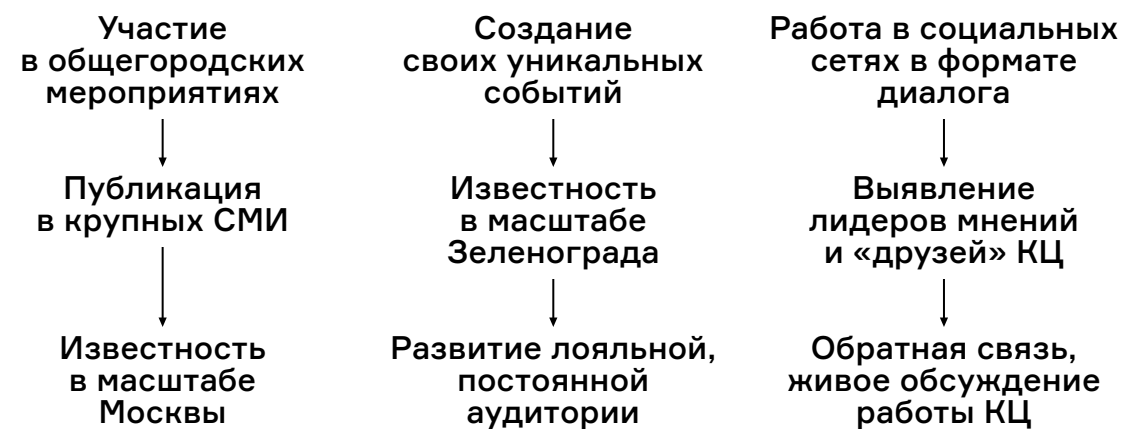 Участие
в общегородских
мероприятиях
Публикация
в крупных СМИ
Известность
в масштабе
Москвы
Создание
своих уникальных
событий
Известность
в масштабе
Зеленограда
Развитие лояльной,
постоянной
аудитории
Работа в социальных
сетях в формате
диалога
Выявление
лидеров мнений
и «друзей» КЦ
Обратная связь,
живое обсуждение
работы КЦ